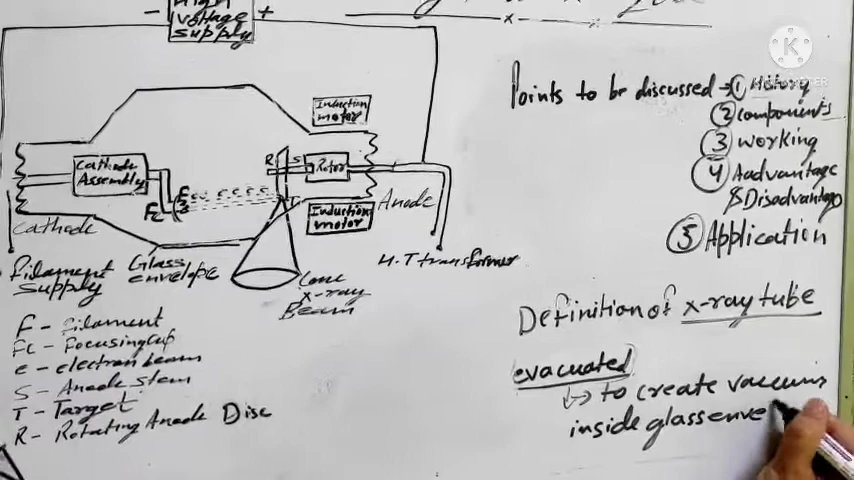 High
voltage
supply
- +
Induction
motor
Cathode
Assembly
Rotor
R S
F
Fc
e e e e e
T
Induction
motor
Anode
Cathode
Filament
Supply
Glass
envelope
Cone
x-ray
Beam
H.T transformer
F - Filament
Fc - Focusing cup
e - electron beam
S - Anode stem
T - Target
R - Rotating Anode Disc
Points to be discussed → ① History
② components
③ working
④ Aadvantage
& Disadvantage
⑤ Application
Definition of x-ray tube
evacuated
↳ to create vaccum
inside glass enve
K
KINEMASTER